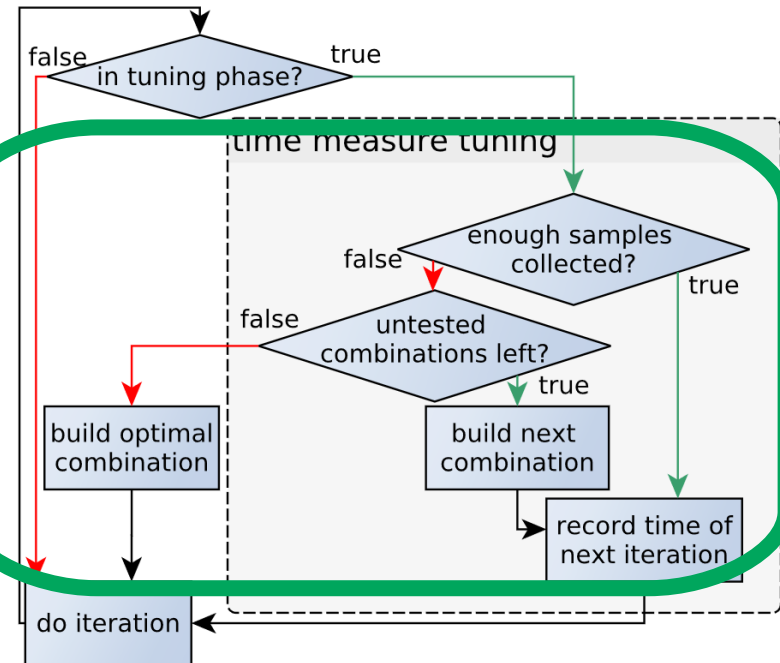 false
true
in tuning phase?
time measure tuning
enough samples
collected?
false
true
false
untested
combinations left?
true
build optimal
combination
build next
combination
record time of
next iteration
do iteration